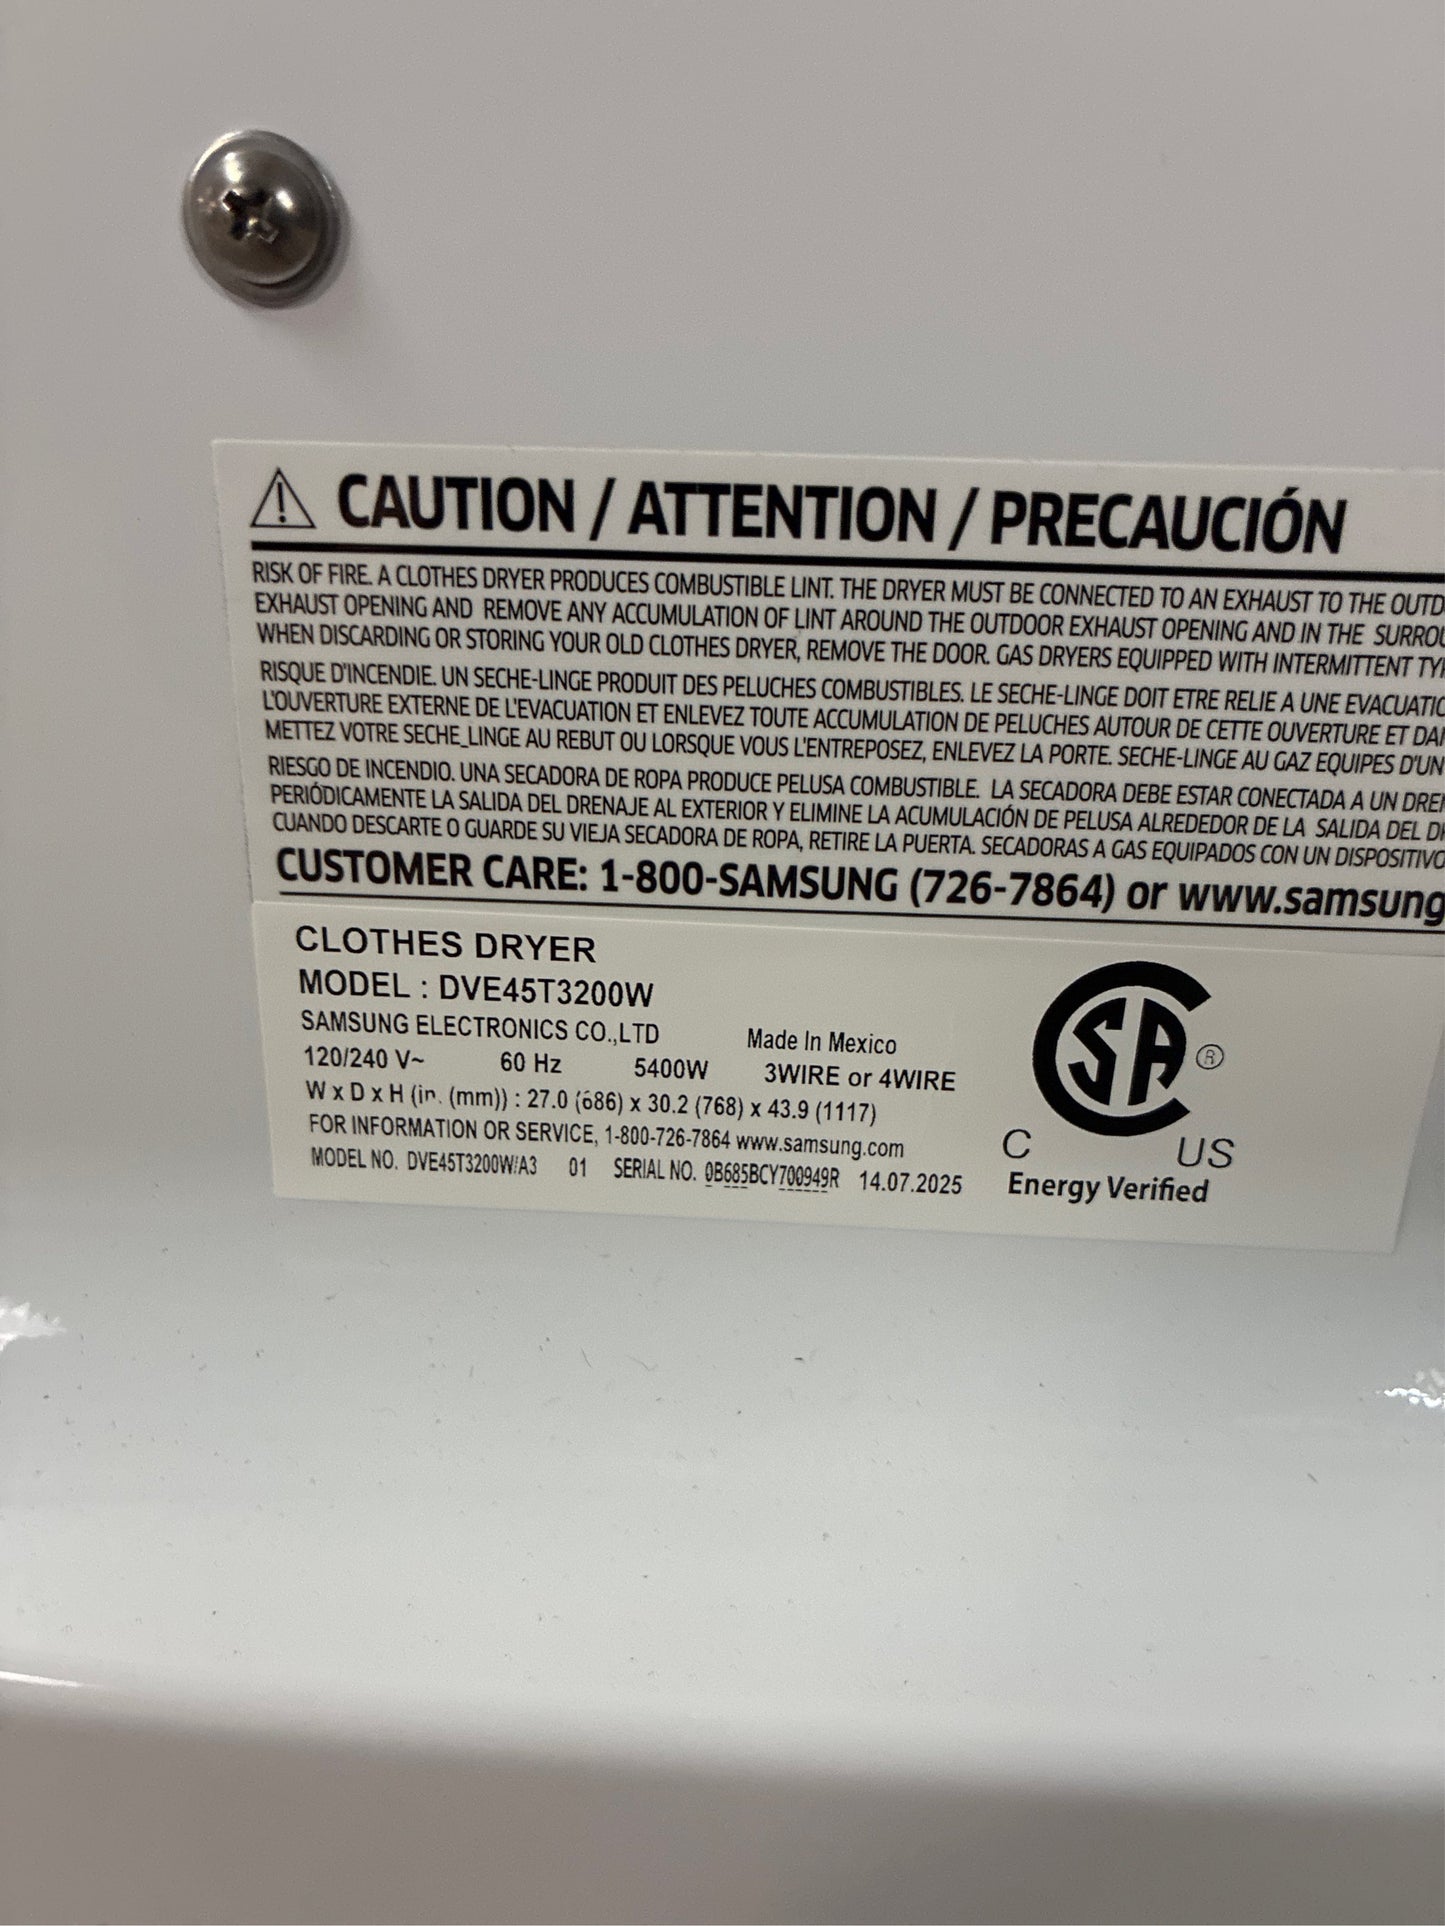 CAUTION / ATTENTION / PRECAUCIÓN
RISK OF FIRE. A CLOTHES DRYER PRODUCES COMBUSTIBLE LINT. THE DRYER MUST BE CONNECTED TO AN EXHAUST TO THE OUTD
EXHAUST OPENING AND REMOVE ANY ACCUMULATION OF LINT AROUND THE OUTDOOR EXHAUST OPENING AND IN THE SURROU
WHEN DISCARDING OR STORING YOUR OLD CLOTHES DRYER, REMOVE THE DOOR. GAS DRYERS EQUIPPED WITH INTERMITTENT TY
RISQUE D'INCENDIE. UN SECHE-LINGE PRODUIT DES PELUCHES COMBUSTIBLES. LE SECHE-LINGE DOIT ETRE RELIE A UNE EVACUATIO
L'OUVERTURE EXTERNE DE L'EVACUATION ET ENLEVEZ TOUTE ACCUMULATION DE PELUCHES AUTOUR DE CETTE OUVERTURE ET DA
METTEZ VOTRE SECHE_LINGE AU REBUT OU LORSQUE VOUS L'ENTREPOSEZ, ENLEVEZ LA PORTE. SECHE-LINGE AU GAZ EQUIPES D'UN
RIESGO DE INCENDIO. UNA SECADORA DE ROPA PRODUCE PELUSA COMBUSTIBLE. LA SECADORA DEBE ESTAR CONECTADA A UN DRE
PERIÓDICAMENTE LA SALIDA DEL DRENAJE AL EXTERIOR Y ELIMINE LA ACUMULACIÓN DE PELUSA ALREDEDOR DE LA SALIDA DEL D
CUANDO DESCARTE O GUARDE SU VIEJA SECADORA DE ROPA, RETIRE LA PUERTA. SECADORAS A GAS EQUIPADOS CON UN DISPOSITIVO
CUSTOMER CARE: 1-800-SAMSUNG (726-7864) or www.samsung
CLOTHES DRYER
MODEL : DVE45T3200W
SAMSUNG ELECTRONICS CO.,LTD Made In Mexico
120/240 V~ 60 Hz 5400W 3WIRE or 4WIRE
W x D x H (in. (mm)) : 27.0 (686) x 30.2 (768) x 43.9 (1117)
FOR INFORMATION OR SERVICE, 1-800-726-7864 www.samsung.com
MODEL NO. DVE45T3200W/A3 01 SERIAL NO. 0B685BCY700949R 14.07.2025
SA ®
C US
Energy Verified